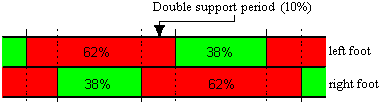 Double support period (10%)
62% 38% left foot
38% 62% right foot